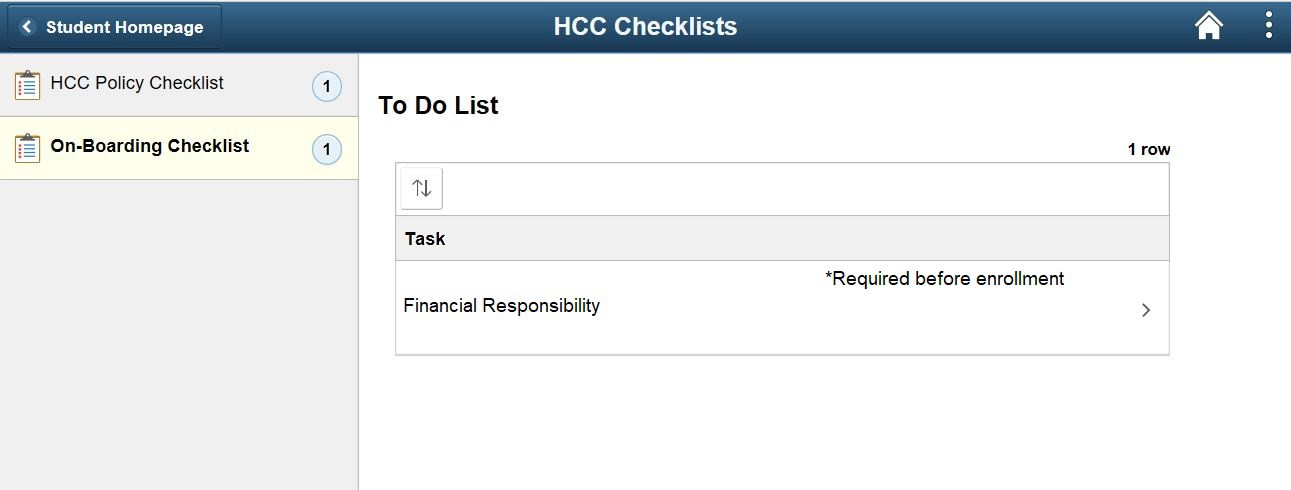 Student Homepage
HCC Checklists
HCC Policy Checklist
1
On-Boarding Checklist
1
To Do List
1 row
Task
*Required before enrollment
Financial Responsibility